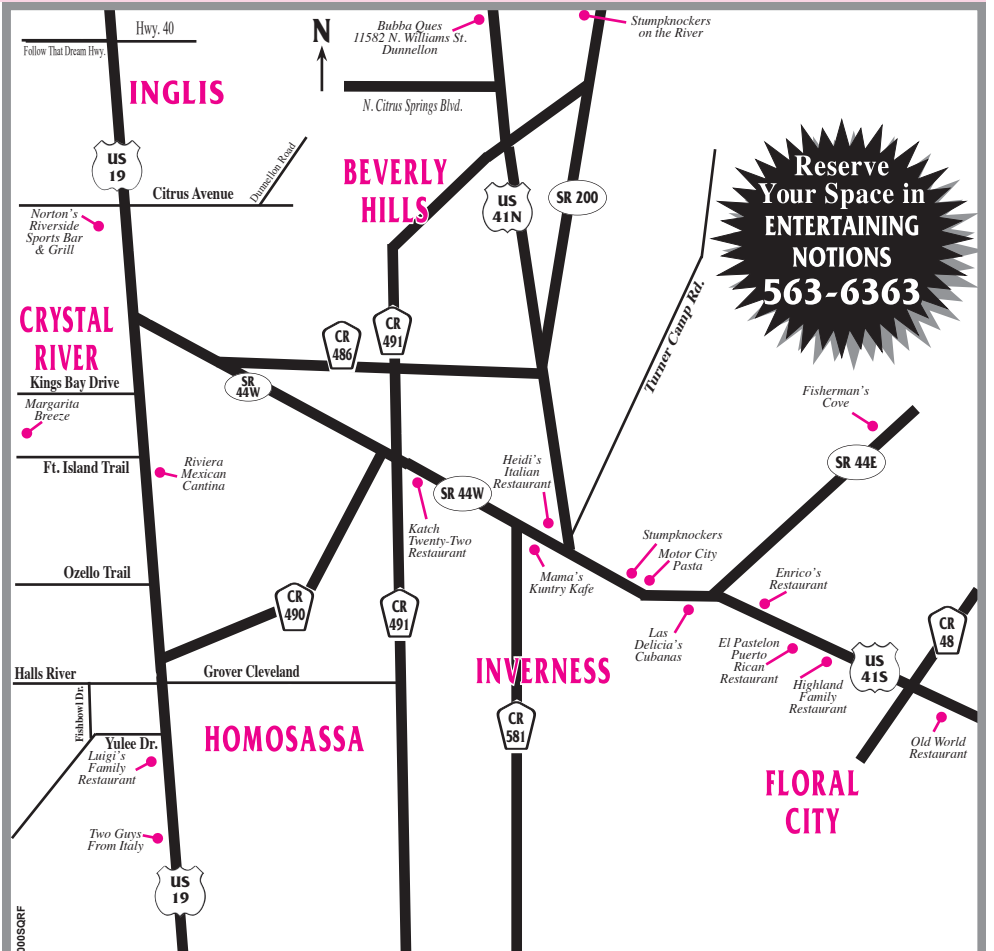 Hwy. 40
Follow That Dream Hwy.
INGLIS
N
Bubba Ques
11582 N. Williams St.
Dunnellon
Stumpknockers
on the River
N. Citrus Springs Blvd.
US
19
Citrus Avenue
Dunnellon Road
Norton's
Riverside
Sports Bar
& Grill
BEVERLY
HILLS
US
41N
SR 200
Reserve
Your Space in
ENTERTAINING
NOTIONS
563-6363
CRYSTAL
RIVER
CR
486
CR
491
Turner Camp Rd.
SR
44W
Kings Bay Drive
Margarita
Breeze
Ft. Island Trail
Riviera
Mexican
Cantina
Fisherman's
Cove
SR 44E
Heidi's
Italian
Restaurant
SR 44W
Katch
Twenty-Two
Restaurant
Mama's
Kuntry Kafe
Stumpknockers
Motor City
Pasta
Enrico's
Restaurant
Ozello Trail
CR
490
CR
491
Las
Delicia's
Cubanas
El Pastelon
Puerto
Rican
Restaurant
Highland
Family
Restaurant
US
41S
CR
48
Halls River
Grover Cleveland
INVERNESS
Fishbowl Dr.
Yulee Dr.
Luigi's
Family
Restaurant
HOMOSASSA
CR
581
Old World
Restaurant
FLORAL
CITY
Two Guys
From Italy
US
19
000SQRF